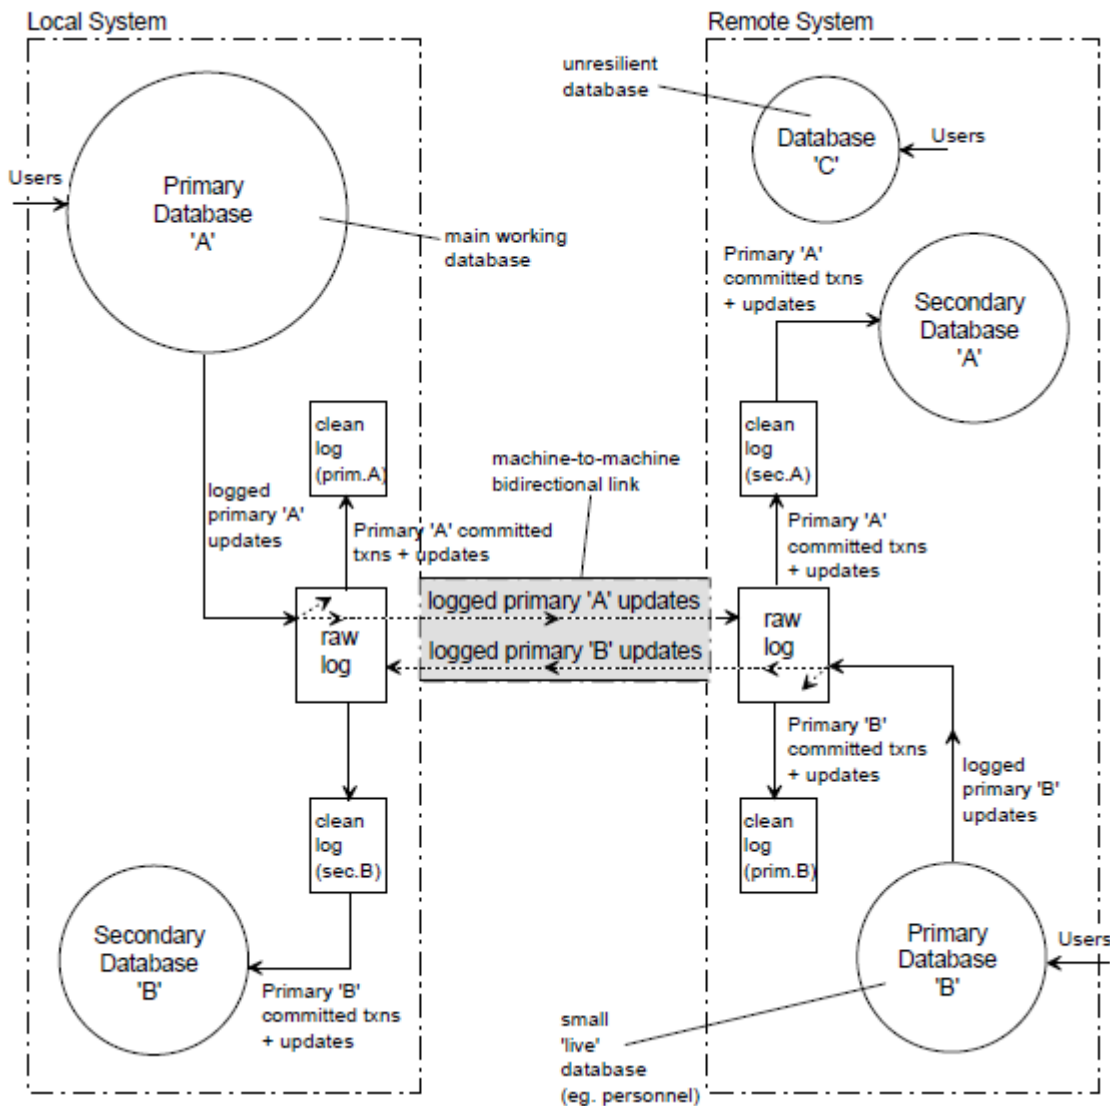 Local System
Remote System
unresilient
database
Database
'C'
Users
Users
Primary
Database
'A'
main working
database
Primary 'A'
committed txns
+ updates
Secondary
Database
'A'
clean
log
(prim.A)
clean
log
(sec.A)
machine-to-machine
bidirectional link
logged
primary 'A'
updates
Primary 'A' committed
txns + updates
Primary 'A'
committed txns
+ updates
logged primary 'A' updates
raw
log
raw
log
logged primary 'B' updates
Primary 'B'
committed txns
+ updates
logged
primary 'B'
updates
clean
log
(sec.B)
clean
log
(prim.B)
Secondary
Database
'B'
Primary
Database
'B'
Users
Primary 'B'
committed txns
+ updates
small
'live'
database
(eg. personnel)